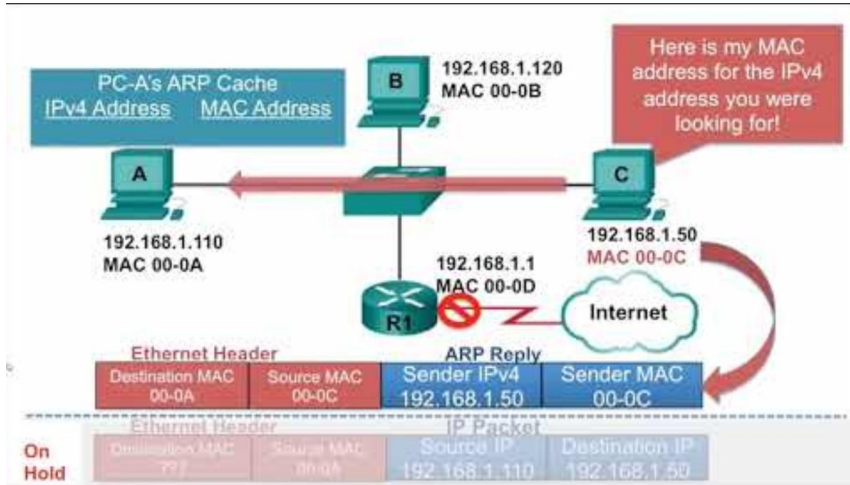 PC-A's ARP Cache
IPv4 Address MAC Address
B
192.168.1.120
MAC 00-0B
Here is my MAC
address for the IPv4
address you were
looking for!
A
192.168.1.110
MAC 00-0A
C
192.168.1.50
MAC 00-0C
192.168.1.1
MAC 00-0D
R1
Internet
Ethernet Header
ARP Reply
Destination MAC
00-0A
Source MAC
00-0C
Sender IPv4
192.168.1.50
Sender MAC
00-0C
On
Hold
Ethernet Header
IP Packet
Destination MAC
???
Source MAC
00-0A
Source IP
192.168.1.110
Destination IP
192.168.1.50